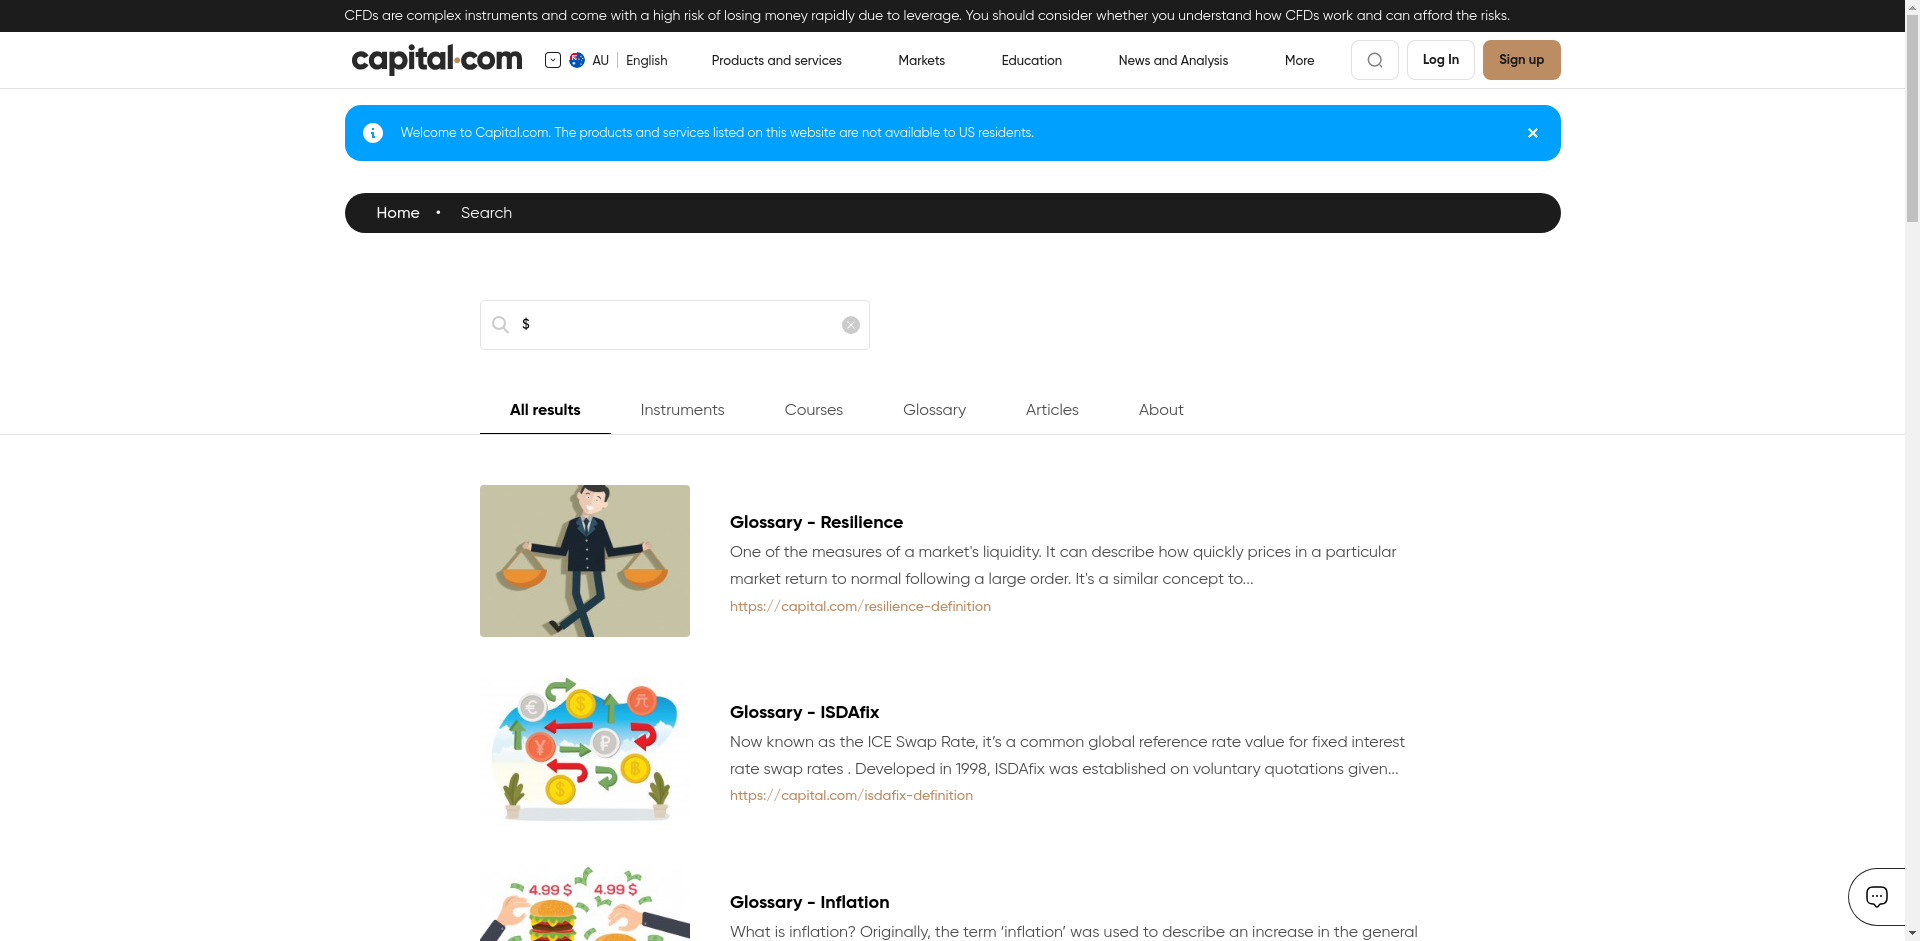 CFDs are complex instruments and come with a high risk of losing money rapidly due to leverage. You should consider whether you understand how CFDs work and can afford the risks.
capital.com AU English Products and services Markets Education News and Analysis More Log In Sign up
Welcome to Capital.com. The products and services listed on this website are not available to US residents.
Home • Search
$
All results Instruments Courses Glossary Articles About
Glossary - Resilience
One of the measures of a market's liquidity. It can describe how quickly prices in a particular
market return to normal following a large order. It's a similar concept to...
https://capital.com/resilience-definition
Glossary - ISDAfix
Now known as the ICE Swap Rate, it’s a common global reference rate value for fixed interest
rate swap rates . Developed in 1998, ISDAfix was established on voluntary quotations given...
https://capital.com/isdafix-definition
4.99 $ 4.99 $
Glossary - Inflation
What is inflation? Originally, the term ‘inflation’ was used to describe an increase in the general